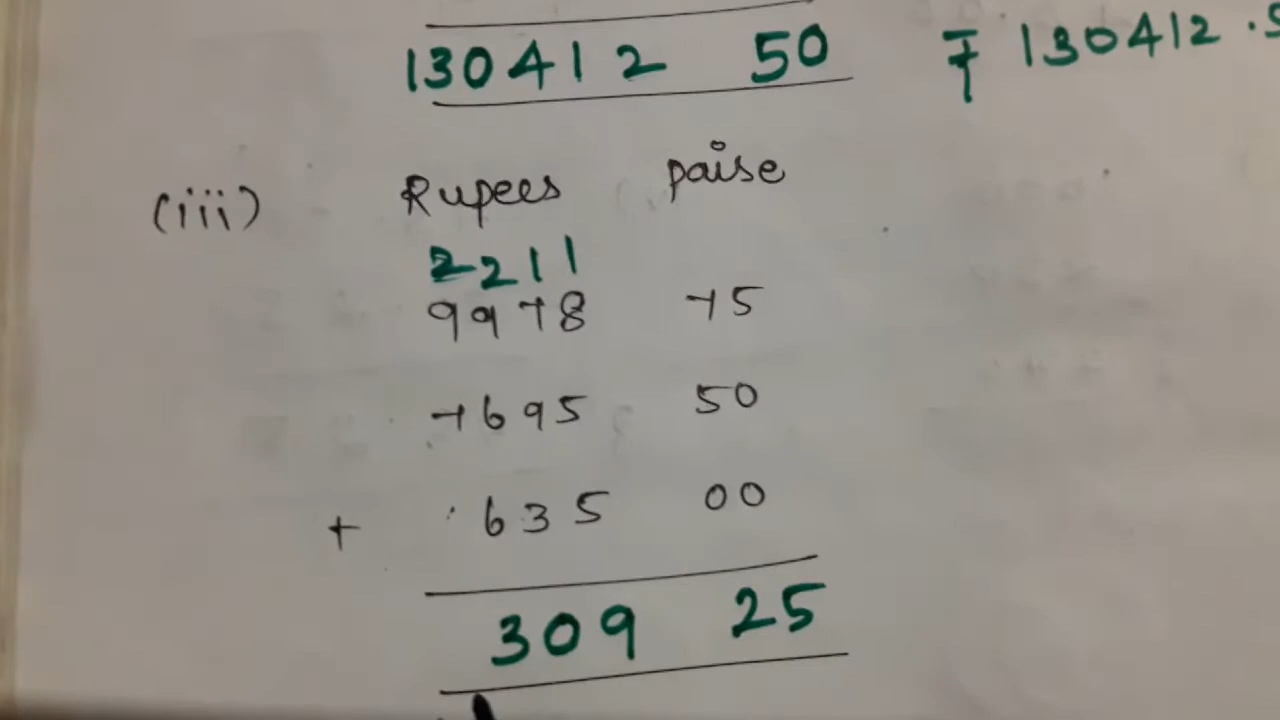 130412 50 ₹ 130412.5
(iii) Rupees paise
2211
9978 75
7695 50
+ 635 00
309 25